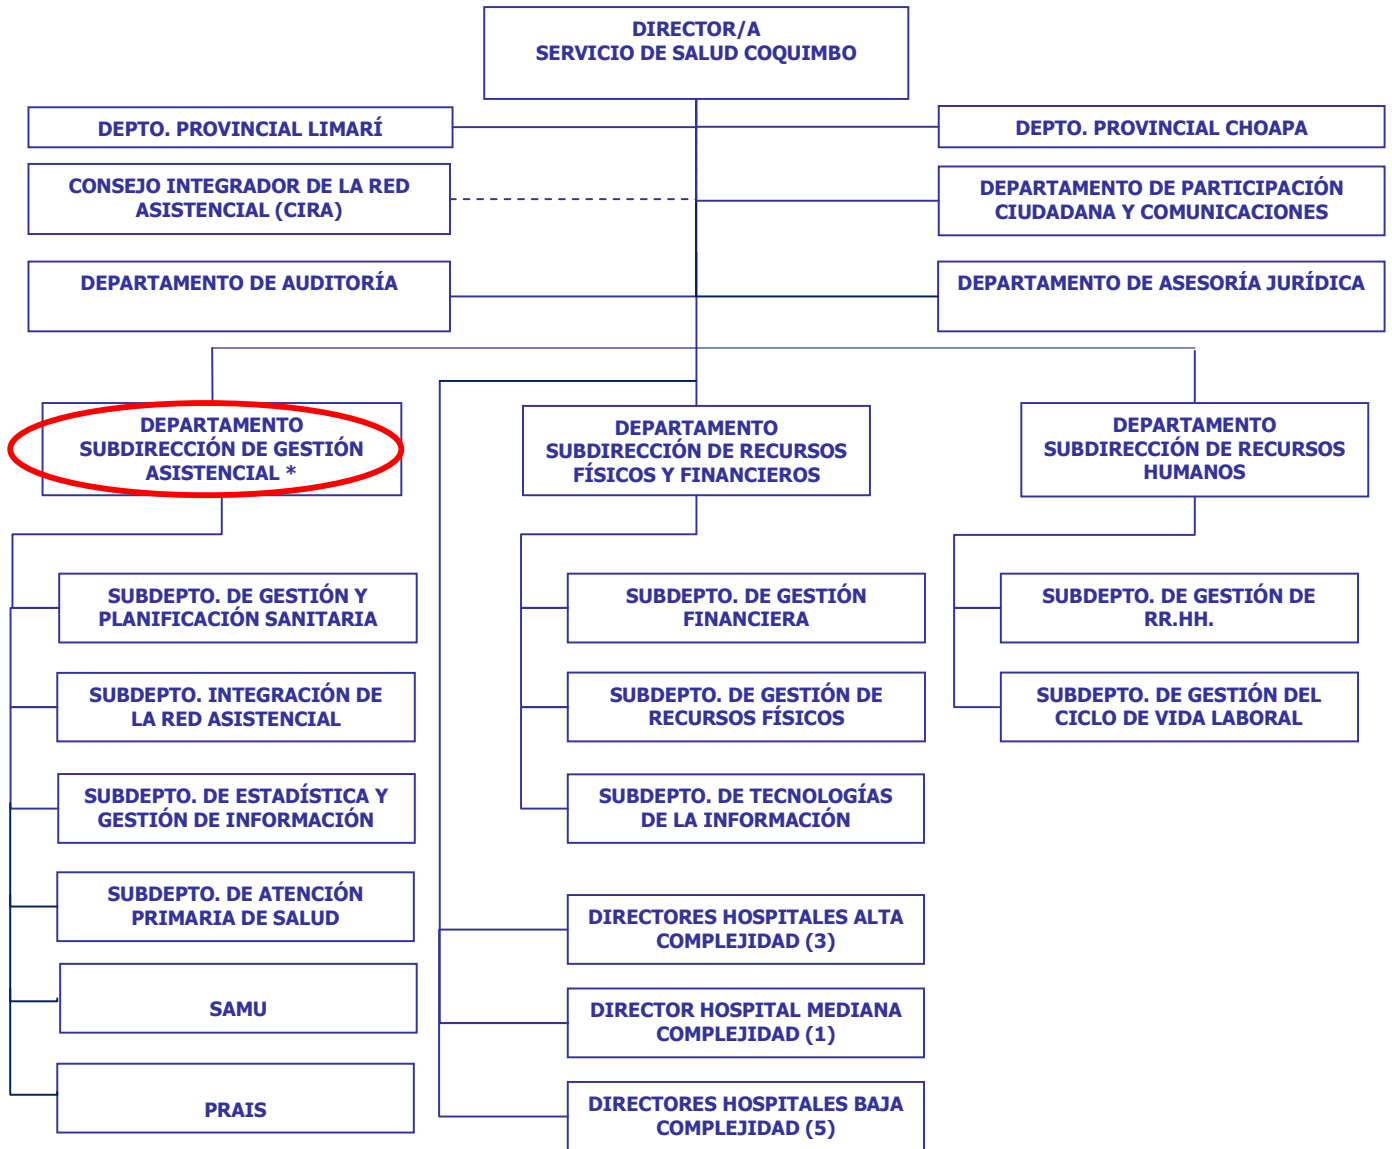 DIRECTOR/A
SERVICIO DE SALUD COQUIMBO
DEPTO. PROVINCIAL LIMARÍ
DEPTO. PROVINCIAL CHOAPA
CONSEJO INTEGRADOR DE LA RED
ASISTENCIAL (CIRA)
DEPARTAMENTO DE PARTICIPACIÓN
CIUDADANA Y COMUNICACIONES
DEPARTAMENTO DE AUDITORÍA
DEPARTAMENTO DE ASESORÍA JURÍDICA
DEPARTAMENTO
SUBDIRECCIÓN DE GESTIÓN
ASISTENCIAL *
DEPARTAMENTO
SUBDIRECCIÓN DE RECURSOS
FÍSICOS Y FINANCIEROS
DEPARTAMENTO
SUBDIRECCIÓN DE RECURSOS
HUMANOS
SUBDEPTO. DE GESTIÓN Y
PLANIFICACIÓN SANITARIA
SUBDEPTO. INTEGRACIÓN DE
LA RED ASISTENCIAL
SUBDEPTO. DE ESTADÍSTICA Y
GESTIÓN DE INFORMACIÓN
SUBDEPTO. DE ATENCIÓN
PRIMARIA DE SALUD
SAMU
PRAIS
SUBDEPTO. DE GESTIÓN
FINANCIERA
SUBDEPTO. DE GESTIÓN DE
RECURSOS FÍSICOS
SUBDEPTO. DE TECNOLOGÍAS
DE LA INFORMACIÓN
DIRECTORES HOSPITALES ALTA
COMPLEJIDAD (3)
DIRECTOR HOSPITAL MEDIANA
COMPLEJIDAD (1)
DIRECTORES HOSPITALES BAJA
COMPLEJIDAD (5)
SUBDEPTO. DE GESTIÓN DE
RR.HH.
SUBDEPTO. DE GESTIÓN DEL
CICLO DE VIDA LABORAL